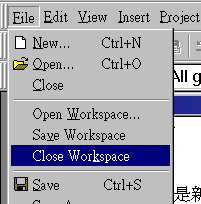 File Edit View Insert Project
New... Ctrl+N
Open... Ctrl+O
Close
All g
Open Workspace...
Save Workspace
Close Workspace
Save Ctrl+S
是新